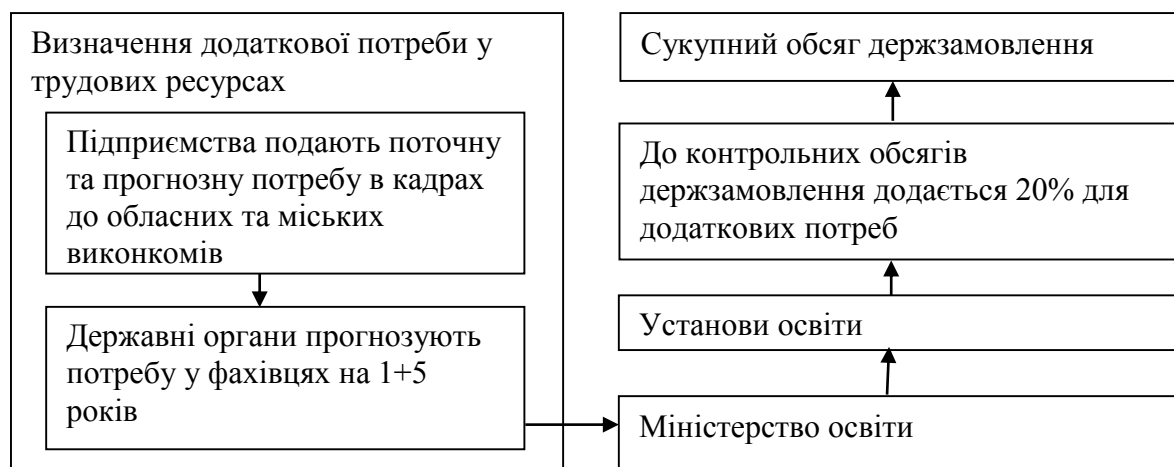 Визначення додаткової потреби у
трудових ресурсах
Підприємства подають поточну
та прогнозну потребу в кадрах
до обласних та міських
виконкомів
Державні органи прогнозують
потребу у фахівцях на 1+5
років
Сукупний обсяг держзамовлення
До контрольних обсягів
держзамовлення додається 20% для
додаткових потреб
Установи освіти
Міністерство освіти